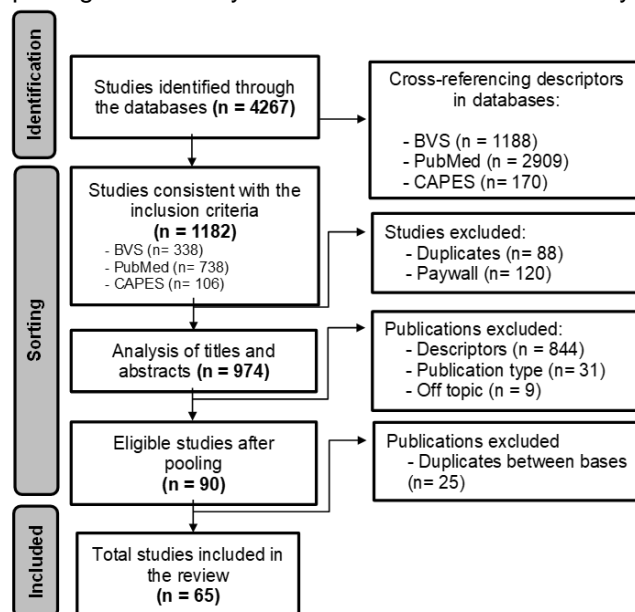 Identification
Studies identified through
the databases (n = 4267)
Cross-referencing descriptors
in databases:
- BVS (n = 1188)
- PubMed (n = 2909)
- CAPES (n= 170)
Sorting
Studies consistent with the
inclusion criteria
(n = 1182)
- BVS (n= 338)
- PubMed (n= 738)
- CAPES (n= 106)
Studies excluded:
- Duplicates (n= 88)
- Paywall (n= 120)
Analysis of titles and
abstracts (n = 974)
Publications excluded:
- Descriptors (n = 844)
- Publication type (n= 31)
- Off topic (n = 9)
Eligible studies after
pooling
(n = 90)
Publications excluded
- Duplicates between bases
(n= 25)
Included
Total studies included in
the review
(n = 65)